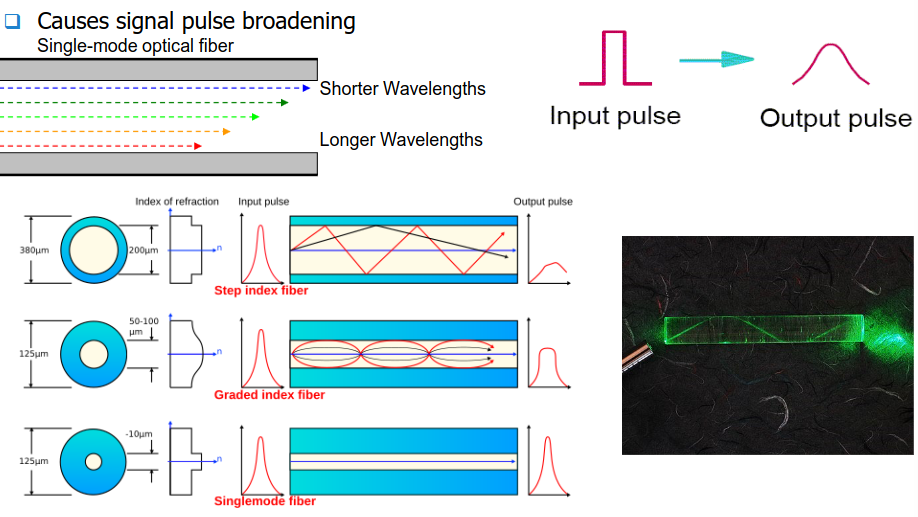 Causes signal pulse broadening
Single-mode optical fiber
Shorter Wavelengths
Longer Wavelengths
Input pulse
Output pulse
Index of refraction
Input pulse
Output pulse
380µm
200µm
n
Step index fiber
125µm
50-100
µm
n
Graded index fiber
125µm
-10µm
n
Singlemode fiber